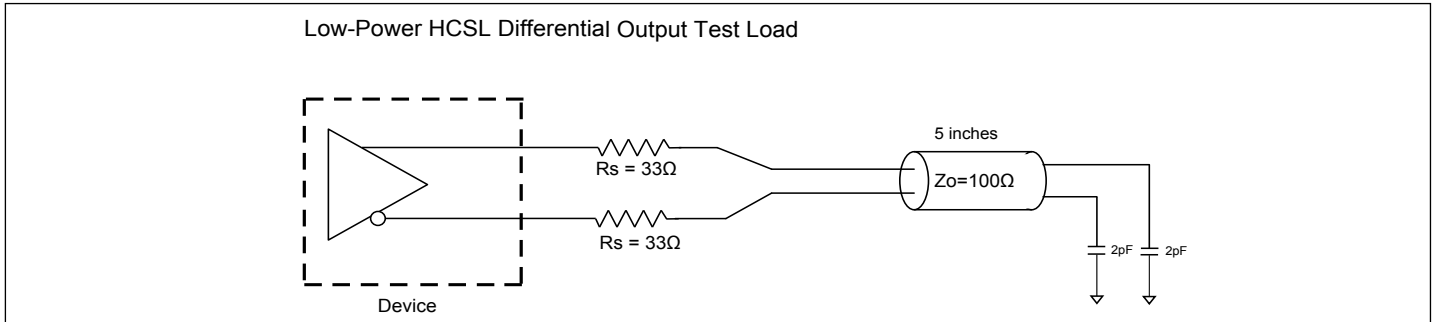 Low-Power HCSL Differential Output Test Load
5 inches
Rs = 33Ω
Zo=100Ω
Rs = 33Ω
2pF
2pF
Device